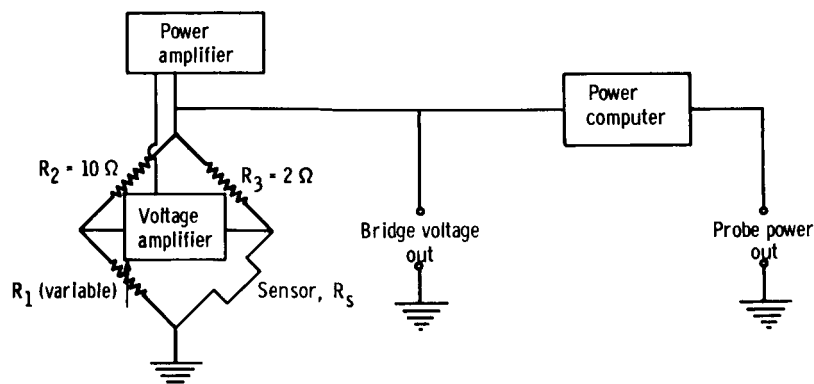 Power
amplifier
Power
computer
R2 = 10 Ω
R3 = 2 Ω
Voltage
amplifier
Bridge voltage
out
Probe power
out
R1 (variable)
Sensor, Rs